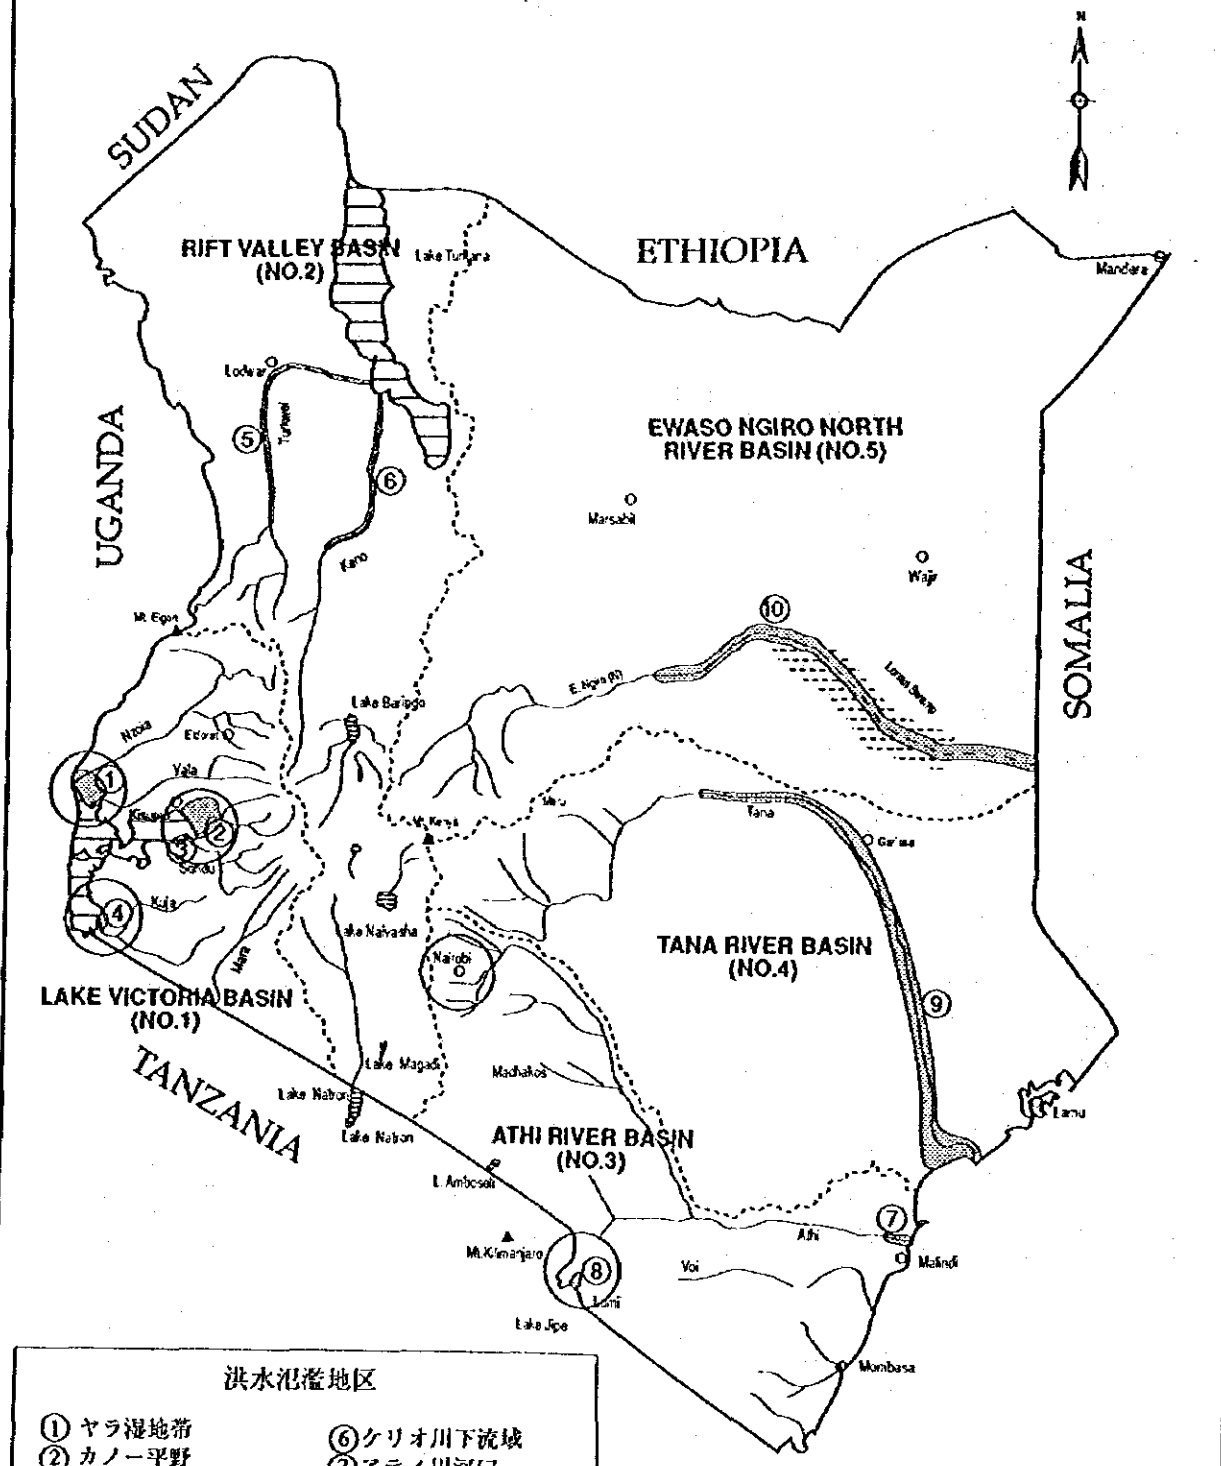 N
SUDAN
RIFT VALLEY BASIN
(NO.2)
Lake Turkana
ETHIOPIA
Mandera
Lodwar
UGANDA
⑤
Turkwel
EWASO NGIRO NORTH
RIVER BASIN (NO.5)
⑥
Marsabit
Wajir
Mt. Elgon
⑩
SOMALIA
E. Ngiro (N)
Lorian Swamp
Lake Baringo
Nzoia
Eldoret
Yala
①
②
③
Sondu
Meru
Mt. Kenya
Tana
Garissa
④
Kuja
Mara
Lake Naivasha
Nairobi
TANA RIVER BASIN
(NO.4)
⑨
LAKE VICTORIA BASIN
(NO.1)
TANZANIA
Lake Magadi
Machakos
Lake Natron
Lake Natron
Lamu
ATHI RIVER BASIN
(NO.3)
L. Amboseli
⑦
Athi
Mt. Kilimanjaro
Malindi
Voi
⑧
Lumi
Lake Jipe
Mombasa
洪水氾濫地区
① ヤラ湿地帯
② カノー平野
⑥ ケリオ川下流域